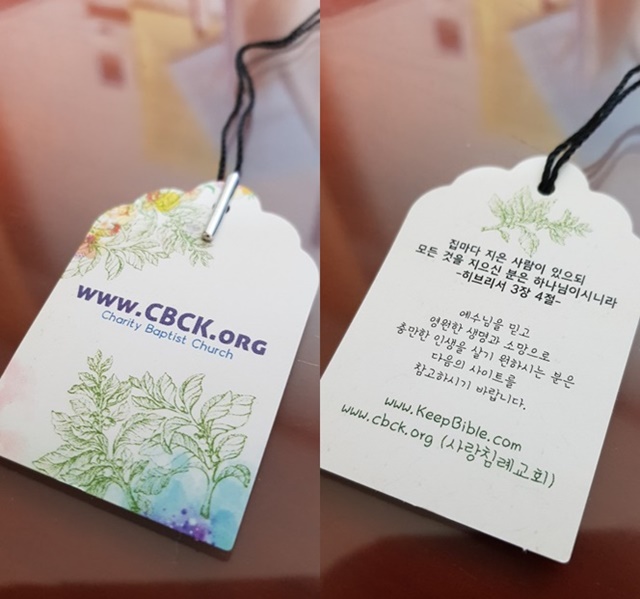 www.CBCK.ORG
Charity Baptist Church
집마다 지은 사람이 있으되
모든 것을 지으신 분은 하나님이시니라
-히브리서 3장 4절-
예수님을 믿고
영원한 생명과 소망으로
충만한 인생을 살기 원하시는 분은
다음의 사이트를
참고하시기 바랍니다.
www.KeepBible.com
www.cbck.org (사랑침례교회)